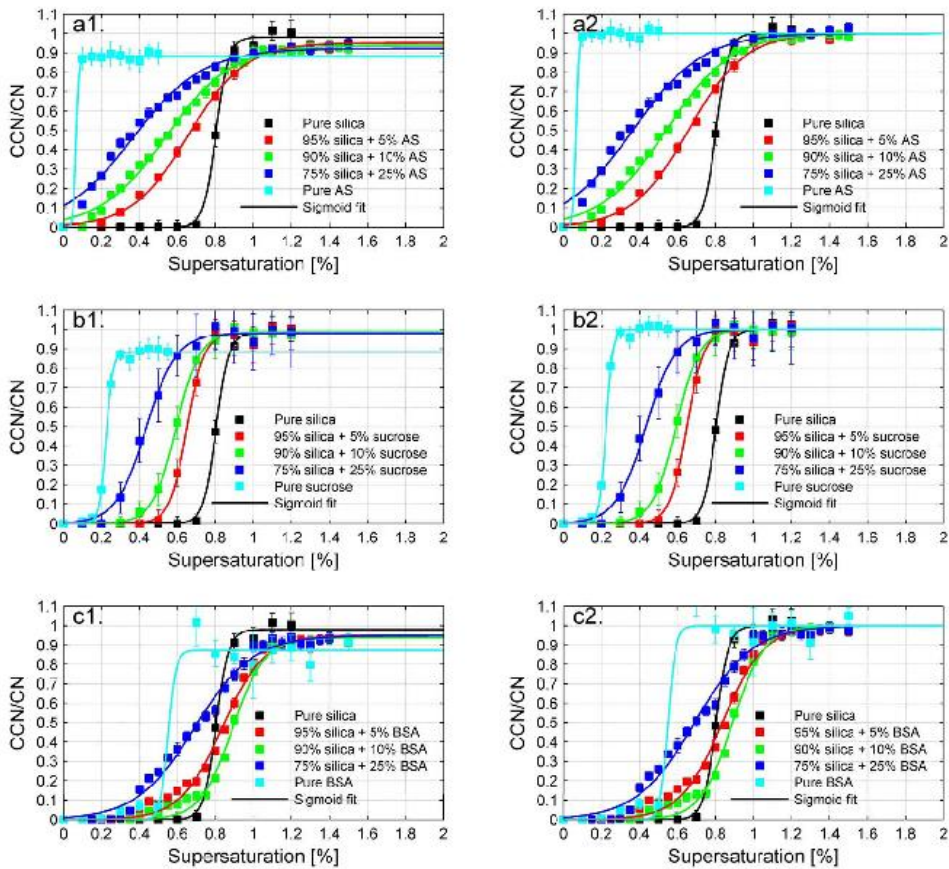 a1.
CCN/CN
1.1
1
0.9
0.8
0.7
0.6
0.5
0.4
0.3
0.2
0.1
0
Pure silica
95% silica + 5% AS
90% silica + 10% AS
75% silica + 25% AS
Pure AS
Sigmoid fit
0 0.2 0.4 0.6 0.8 1 1.2 1.4 1.6 1.8 2
Supersaturation [%]
a2.
CCN/CN
1.1
1
0.9
0.8
0.7
0.6
0.5
0.4
0.3
0.2
0.1
0
Pure silica
95% silica + 5% AS
90% silica + 10% AS
75% silica + 25% AS
Pure AS
Sigmoid fit
0 0.2 0.4 0.6 0.8 1 1.2 1.4 1.6 1.8 2
Supersaturation [%]
b1.
CCN/CN
1.1
1
0.9
0.8
0.7
0.6
0.5
0.4
0.3
0.2
0.1
0
Pure silica
95% silica + 5% sucrose
90% silica + 10% sucrose
75% silica + 25% sucrose
Pure sucrose
Sigmoid fit
0 0.2 0.4 0.6 0.8 1 1.2 1.4 1.6 1.8 2
Supersaturation [%]
b2.
CCN/CN
1.1
1
0.9
0.8
0.7
0.6
0.5
0.4
0.3
0.2
0.1
0
Pure silica
95% silica + 5% sucrose
90% silica + 10% sucrose
75% silica + 25% sucrose
Pure sucrose
Sigmoid fit
0 0.2 0.4 0.6 0.8 1 1.2 1.4 1.6 1.8 2
Supersaturation [%]
c1.
CCN/CN
1.1
1
0.9
0.8
0.7
0.6
0.5
0.4
0.3
0.2
0.1
0
Pure silica
95% silica + 5% BSA
90% silica + 10% BSA
75% silica + 25% BSA
Pure BSA
Sigmoid fit
0 0.2 0.4 0.6 0.8 1 1.2 1.4 1.6 1.8 2
Supersaturation [%]
c2.
CCN/CN
1.1
1
0.9
0.8
0.7
0.6
0.5
0.4
0.3
0.2
0.1
0
Pure silica
95% silica + 5% BSA
90% silica + 10% BSA
75% silica + 25% BSA
Pure BSA
Sigmoid fit
0 0.2 0.4 0.6 0.8 1 1.2 1.4 1.6 1.8 2
Supersaturation [%]